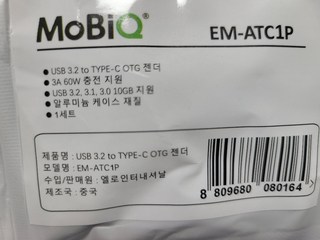 MoBiQ® EM-ATC1P
● USB 3.2 to TYPE-C OTG 젠더
● 3A 60W 충전 지원
● USB 3.2, 3.1, 3.0 10GB 지원
● 알루미늄 케이스 재질
● 1세트
제품명 : USB 3.2 to TYPE-C OTG 젠더
모델명 : EM-ATC1P
수입/판매원 : 엘로인터내셔날
제조국 : 중국
8 809680 080164 >